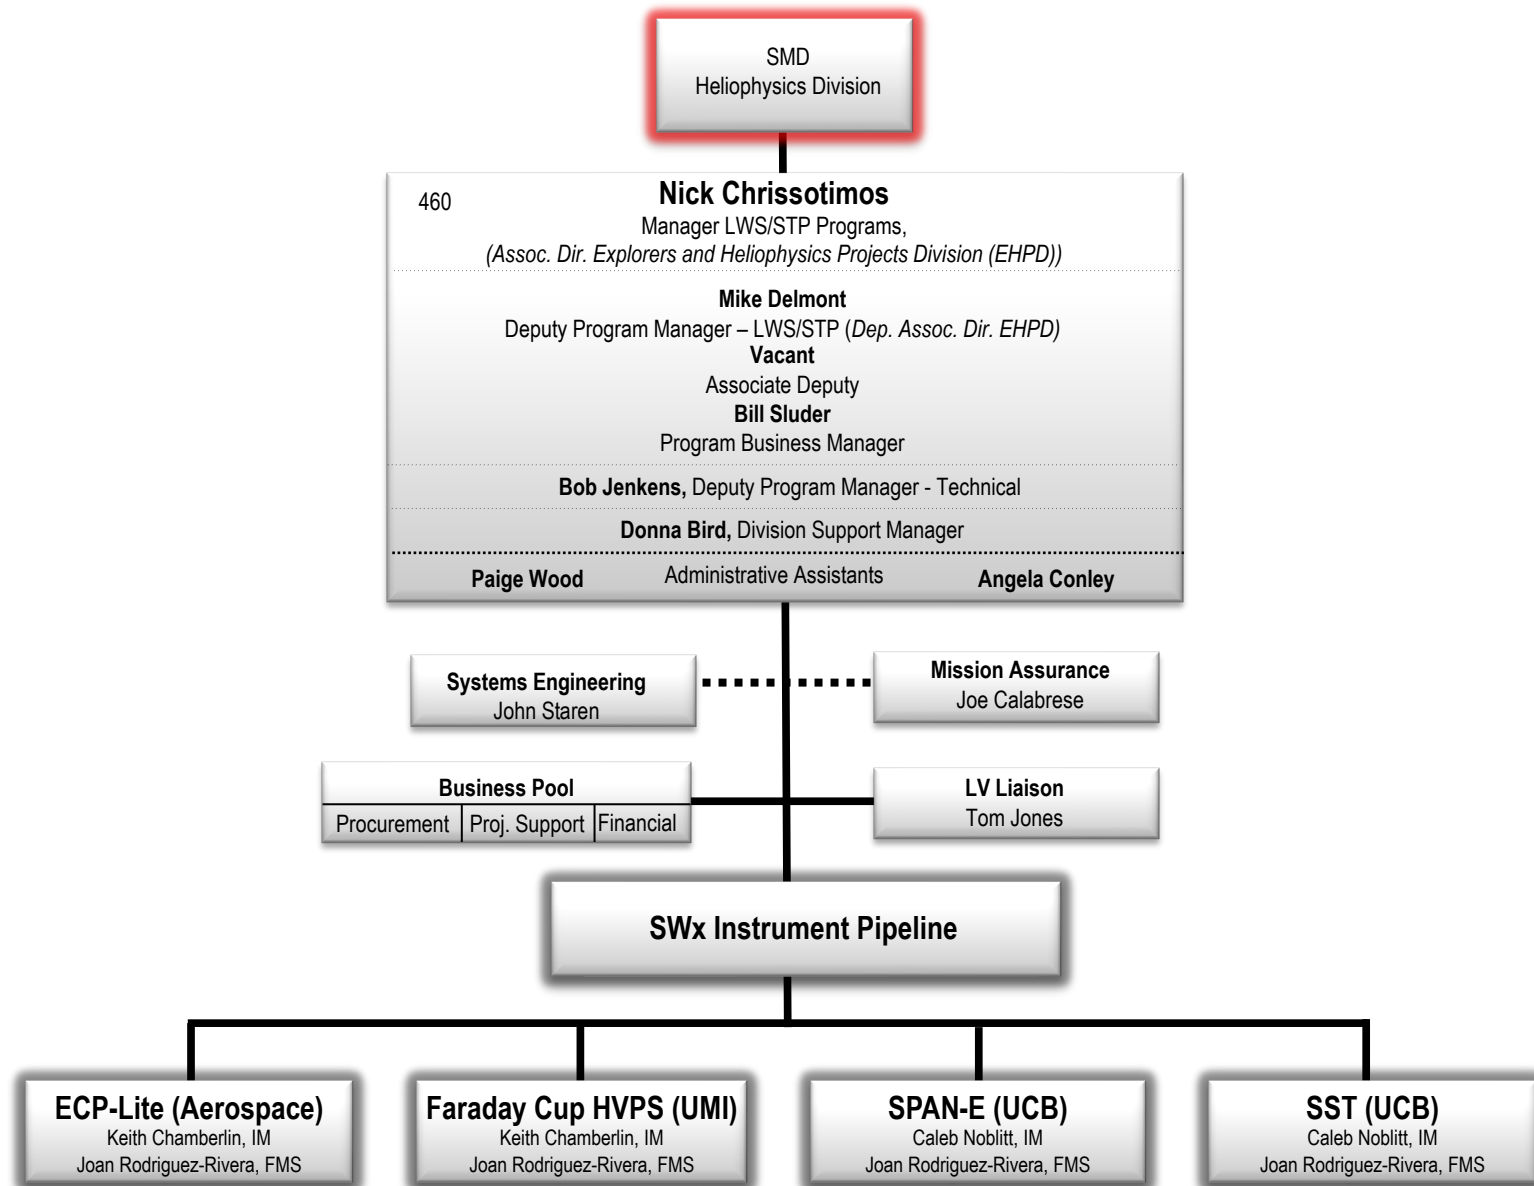 SMD
Heliophysics Division
460
Nick Chrissotimos
Manager LWS/STP Programs,
(Assoc. Dir. Explorers and Heliophysics Projects Division (EHPD))
Mike Delmont
Deputy Program Manager – LWS/STP (Dep. Assoc. Dir. EHPD)
Vacant
Associate Deputy
Bill Sluder
Program Business Manager
Bob Jenkens, Deputy Program Manager - Technical
Donna Bird, Division Support Manager
Paige Wood Administrative Assistants Angela Conley
Systems Engineering
John Staren
Mission Assurance
Joe Calabrese
Business Pool
Procurement Proj. Support Financial
LV Liaison
Tom Jones
SWx Instrument Pipeline
ECP-Lite (Aerospace)
Keith Chamberlin, IM
Joan Rodriguez-Rivera, FMS
Faraday Cup HVPS (UMI)
Keith Chamberlin, IM
Joan Rodriguez-Rivera, FMS
SPAN-E (UCB)
Caleb Noblitt, IM
Joan Rodriguez-Rivera, FMS
SST (UCB)
Caleb Noblitt, IM
Joan Rodriguez-Rivera, FMS